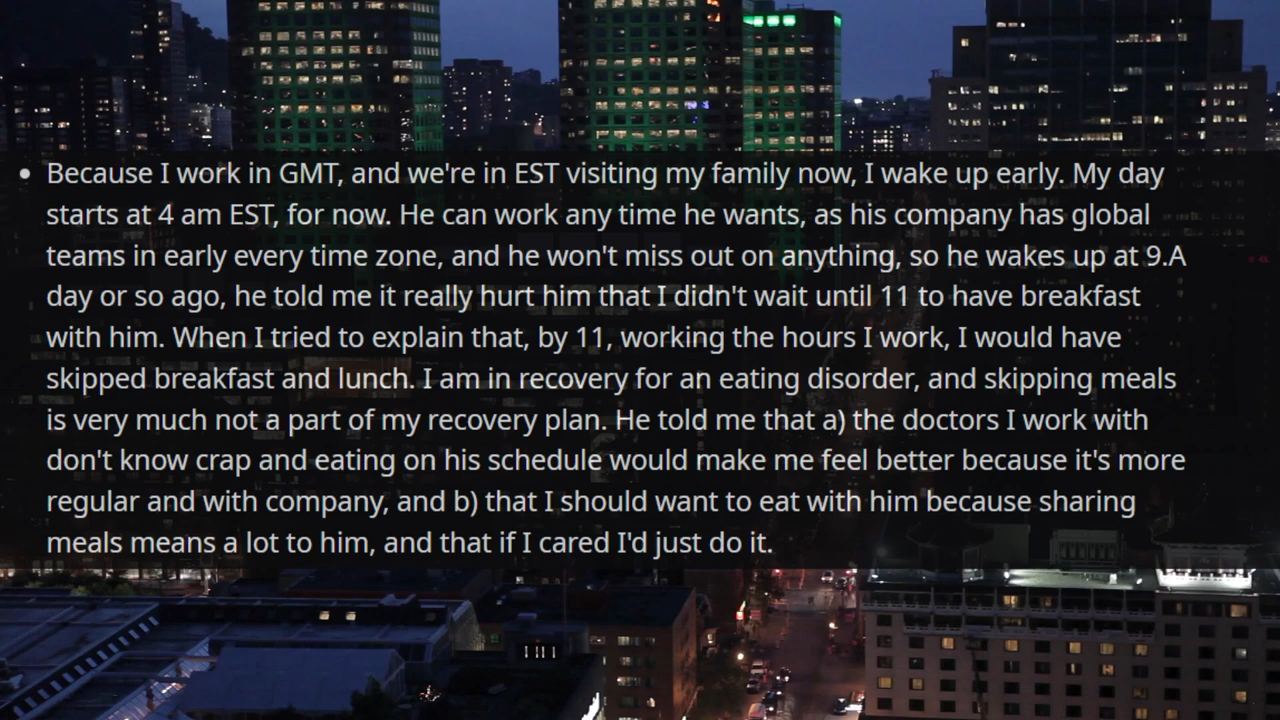 • Because I work in GMT, and we're in EST visiting my family now, I wake up early. My day
starts at 4 am EST, for now. He can work any time he wants, as his company has global
teams in early every time zone, and he won't miss out on anything, so he wakes up at 9.A
day or so ago, he told me it really hurt him that I didn't wait until 11 to have breakfast
with him. When I tried to explain that, by 11, working the hours I work, I would have
skipped breakfast and lunch. I am in recovery for an eating disorder, and skipping meals
is very much not a part of my recovery plan. He told me that a) the doctors I work with
don't know crap and eating on his schedule would make me feel better because it's more
regular and with company, and b) that I should want to eat with him because sharing
meals means a lot to him, and that if I cared I'd just do it.